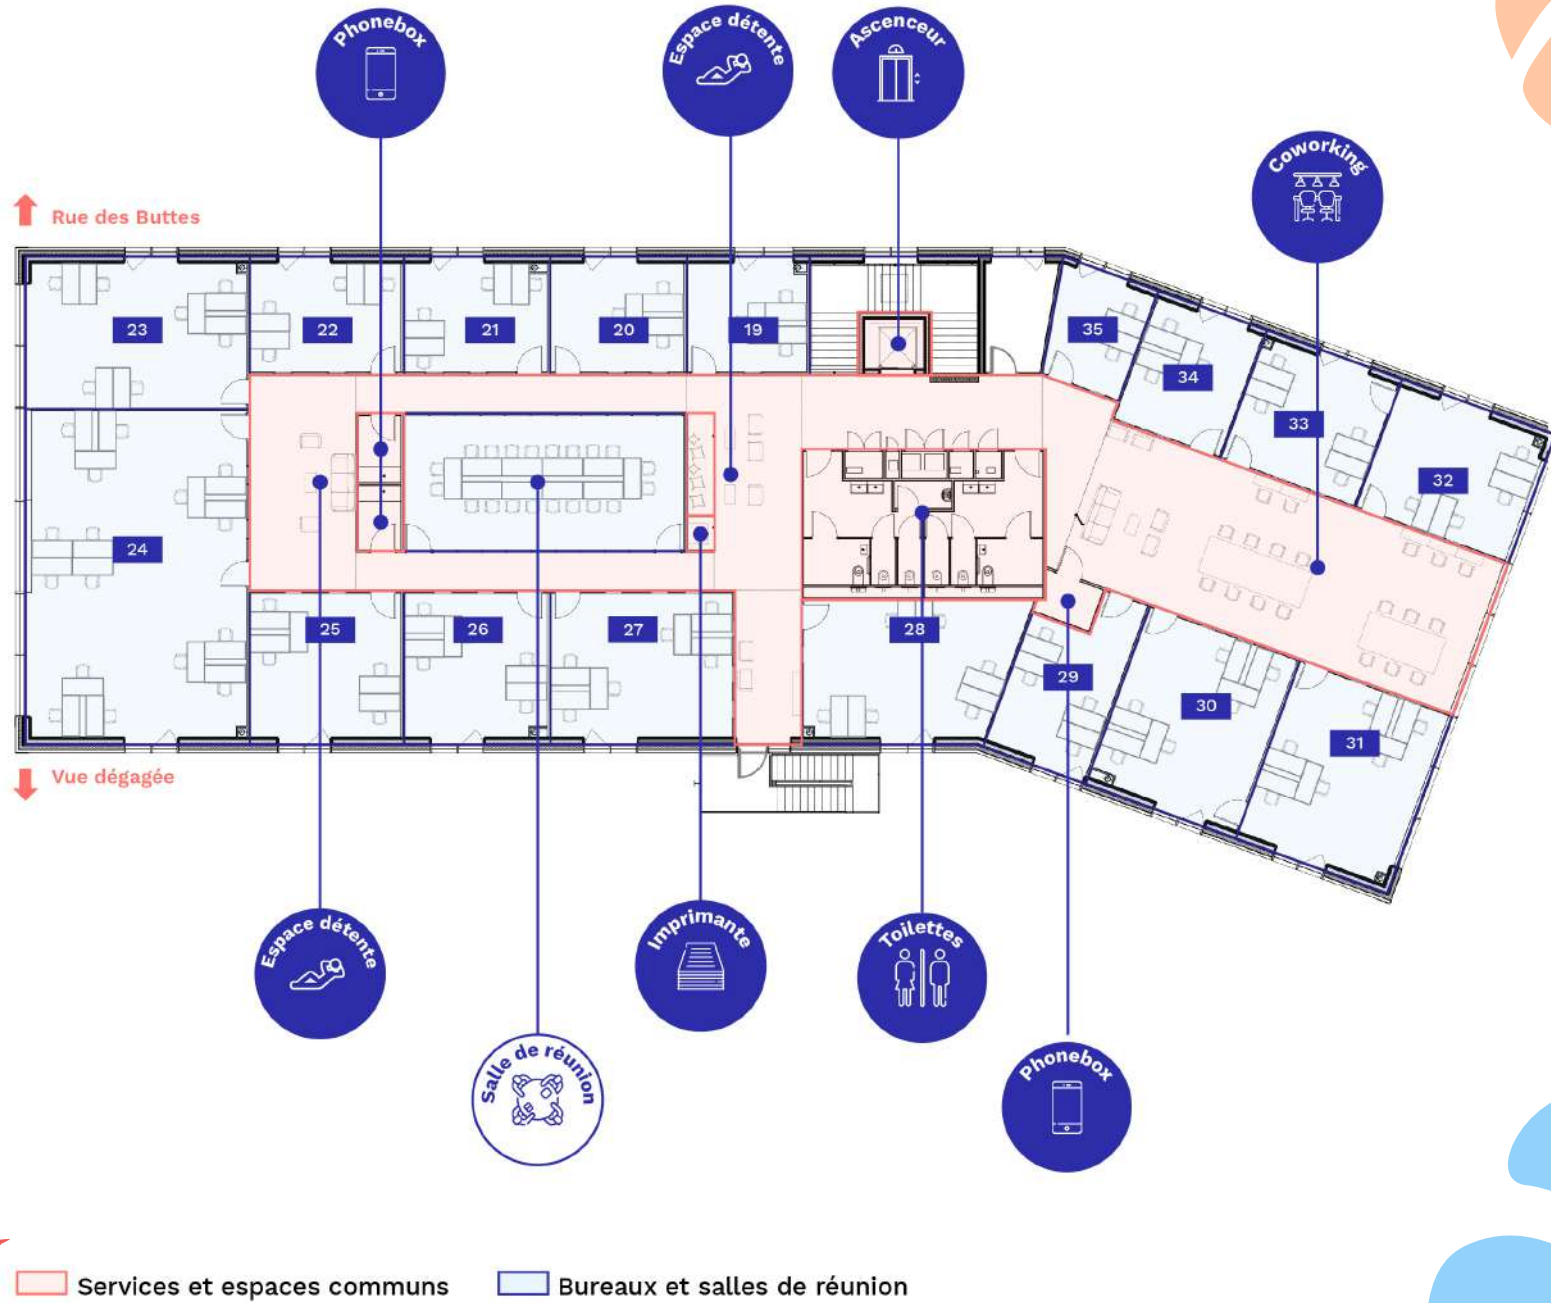 Phonebox
Espace détente
Ascenceur
Coworking
Rue des Buttes
23
22
21
20
19
35
34
33
32
24
25
26
27
28
29
30
31
Vue dégagée
Espace détente
Imprimante
Toilettes
Salle de réunion
Phonebox
Services et espaces communs
Bureaux et salles de réunion